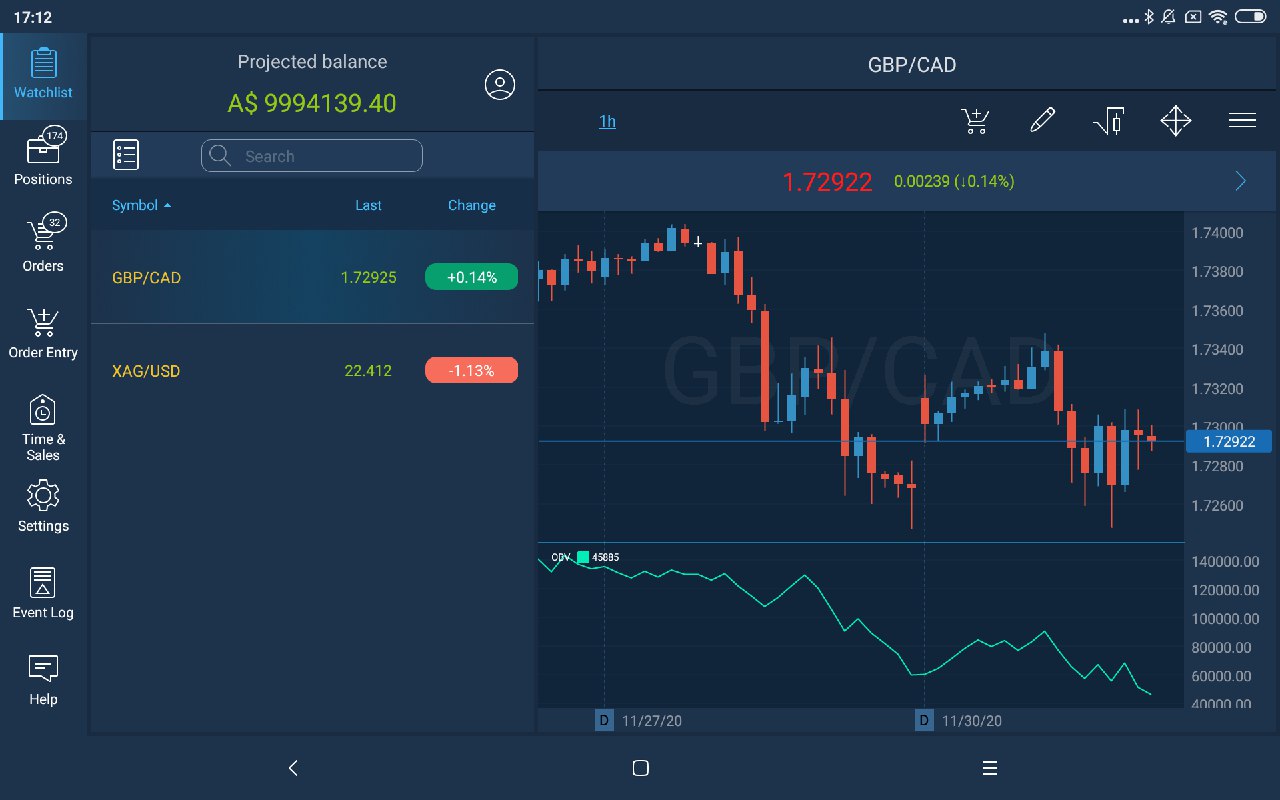 17:12
Watchlist
174
Positions
32
Orders
Order Entry
Time &
Sales
Settings
Event Log
Help
Projected balance
A$ 9994139.40
Search
Symbol
Last
Change
GBP/CAD
1.72925
+0.14%
XAG/USD
22.412
-1.13%
GBP/CAD
1h
1.72922
0.00239 (↓0.14%)
GBP/CAD
1.74000
1.73800
1.73600
1.73400
1.73200
1.73000
1.72922
1.72800
1.72600
OBV 45885
140000.00
120000.00
100000.00
80000.00
60000.00
40000.00
D 11/27/20
D 11/30/20